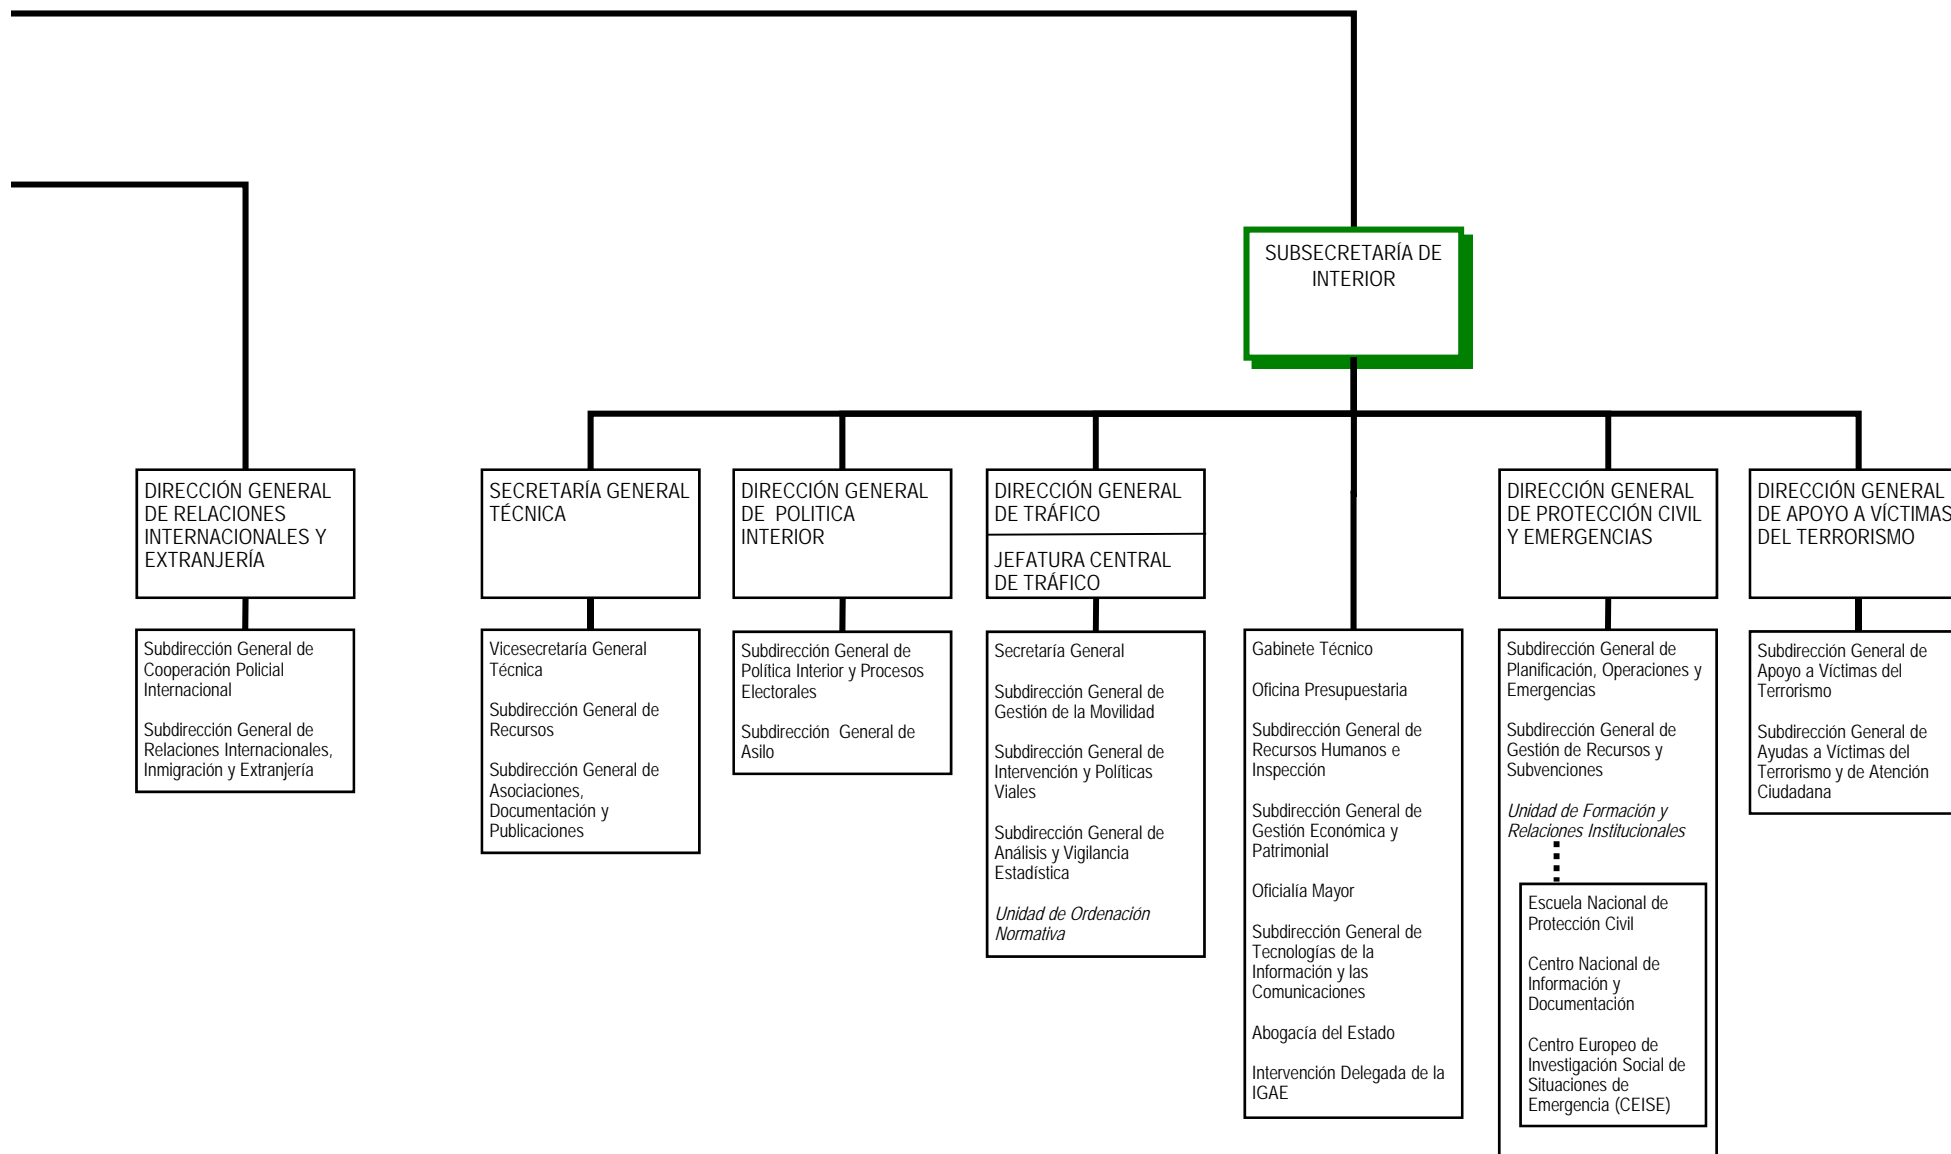 SUBSECRETARÍA DE
INTERIOR
DIRECCIÓN GENERAL
DE RELACIONES
INTERNACIONALES Y
EXTRANJERÍA
Subdirección General de
Cooperación Policial
Internacional
Subdirección General de
Relaciones Internacionales,
Inmigración y Extranjería
SECRETARÍA GENERAL
TÉCNICA
Vicesecretaría General
Técnica
Subdirección General de
Recursos
Subdirección General de
Asociaciones,
Documentación y
Publicaciones
DIRECCIÓN GENERAL
DE POLITICA
INTERIOR
Subdirección General de
Política Interior y Procesos
Electorales
Subdirección General de
Asilo
DIRECCIÓN GENERAL
DE TRÁFICO
JEFATURA CENTRAL
DE TRÁFICO
Secretaría General
Subdirección General de
Gestión de la Movilidad
Subdirección General de
Intervención y Políticas
Viales
Subdirección General de
Análisis y Vigilancia
Estadística
Unidad de Ordenación
Normativa
Gabinete Técnico
Oficina Presupuestaria
Subdirección General de
Recursos Humanos e
Inspección
Subdirección General de
Gestión Económica y
Patrimonial
Oficialía Mayor
Subdirección General de
Tecnologías de la
Información y las
Comunicaciones
Abogacía del Estado
Intervención Delegada de la
IGAE
DIRECCIÓN GENERAL
DE PROTECCIÓN CIVIL
Y EMERGENCIAS
Subdirección General de
Planificación, Operaciones y
Emergencias
Subdirección General de
Gestión de Recursos y
Subvenciones
Unidad de Formación y
Relaciones Institucionales
Escuela Nacional de
Protección Civil
Centro Nacional de
Información y
Documentación
Centro Europeo de
Investigación Social de
Situaciones de
Emergencia (CEISE)
DIRECCIÓN GENERAL
DE APOYO A VÍCTIMAS
DEL TERRORISMO
Subdirección General de
Apoyo a Víctimas del
Terrorismo
Subdirección General de
Ayudas a Víctimas del
Terrorismo y de Atención
Ciudadana